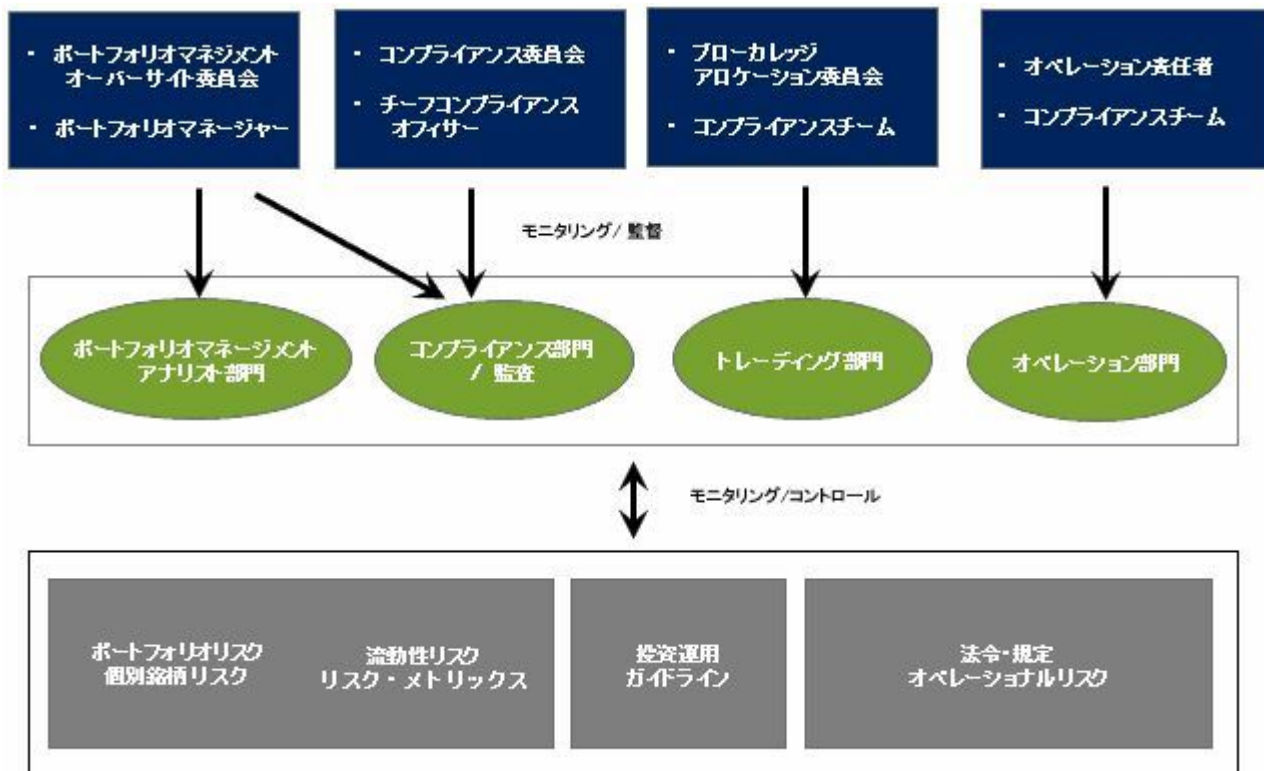 ・ ポートフォリオマネジメント
オーバーサイト委員会
・ ポートフォリオマネージャー
・ コンプライアンス委員会
・ チーフコンプライアンス
オフィサー
・ ブローカレッジ
アロケーション委員会
・ コンプライアンスチーム
・ オペレーション責任者
・ コンプライアンスチーム
モニタリング/ 監督
ポートフォリオマネージメント
アナリスト部門
コンプライアンス部門
/ 監査
トレーディング部門
オペレーション部門
モニタリング/コントロール
ポートフォリオリスク
個別銘柄リスク
流動性リスク
リスク・メトリックス
投資運用
ガイドライン
法令・規定
オペレーショナルリスク